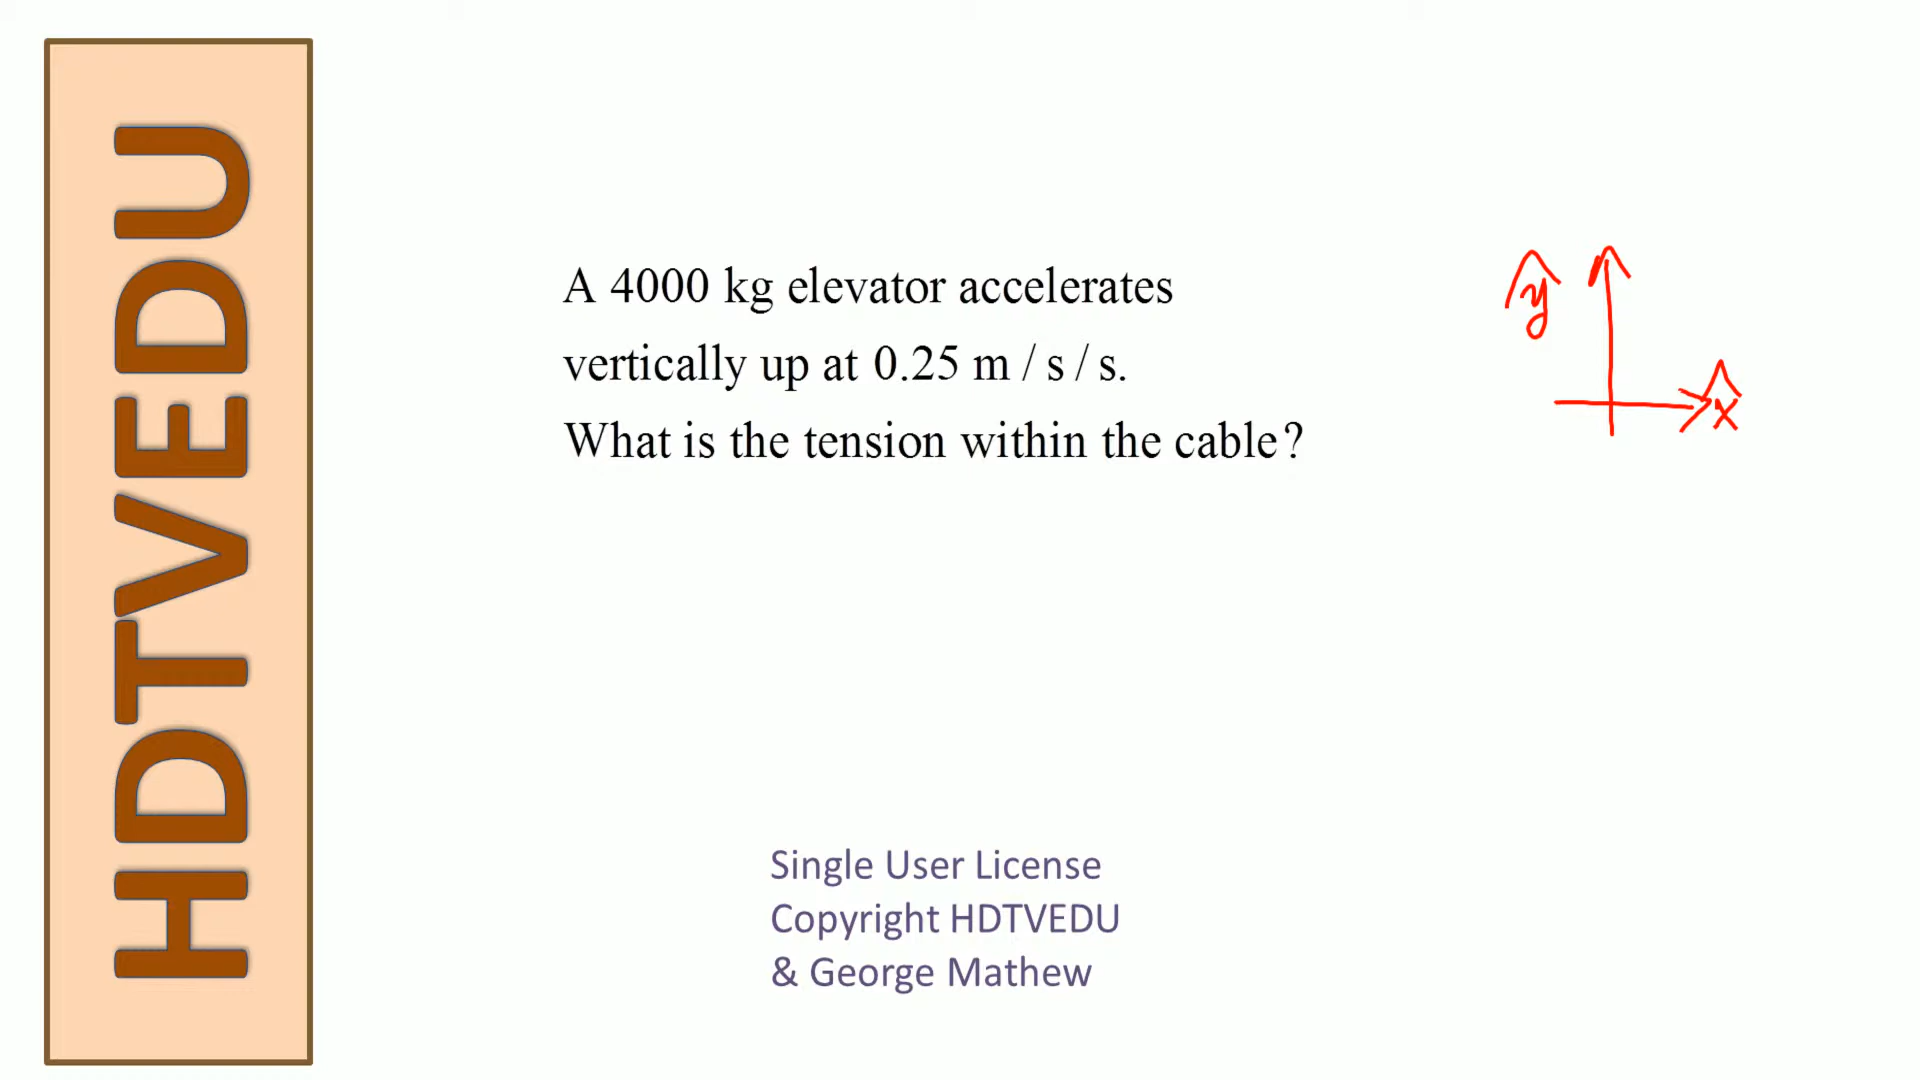 HDTVEDU
A 4000 kg elevator accelerates
vertically up at 0.25 m / s / s.
What is the tension within the cable?
ŷ
x̂
Single User License
Copyright HDTVEDU
& George Mathew